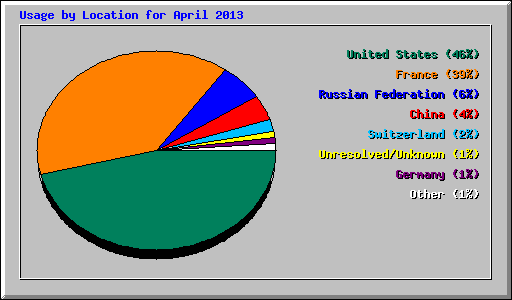 Usage by Location for April 2013
United States (46%)
France (39%)
Russian Federation (6%)
China (4%)
Switzerland (2%)
Unresolved/Unknown (1%)
Germany (1%)
Other (1%)